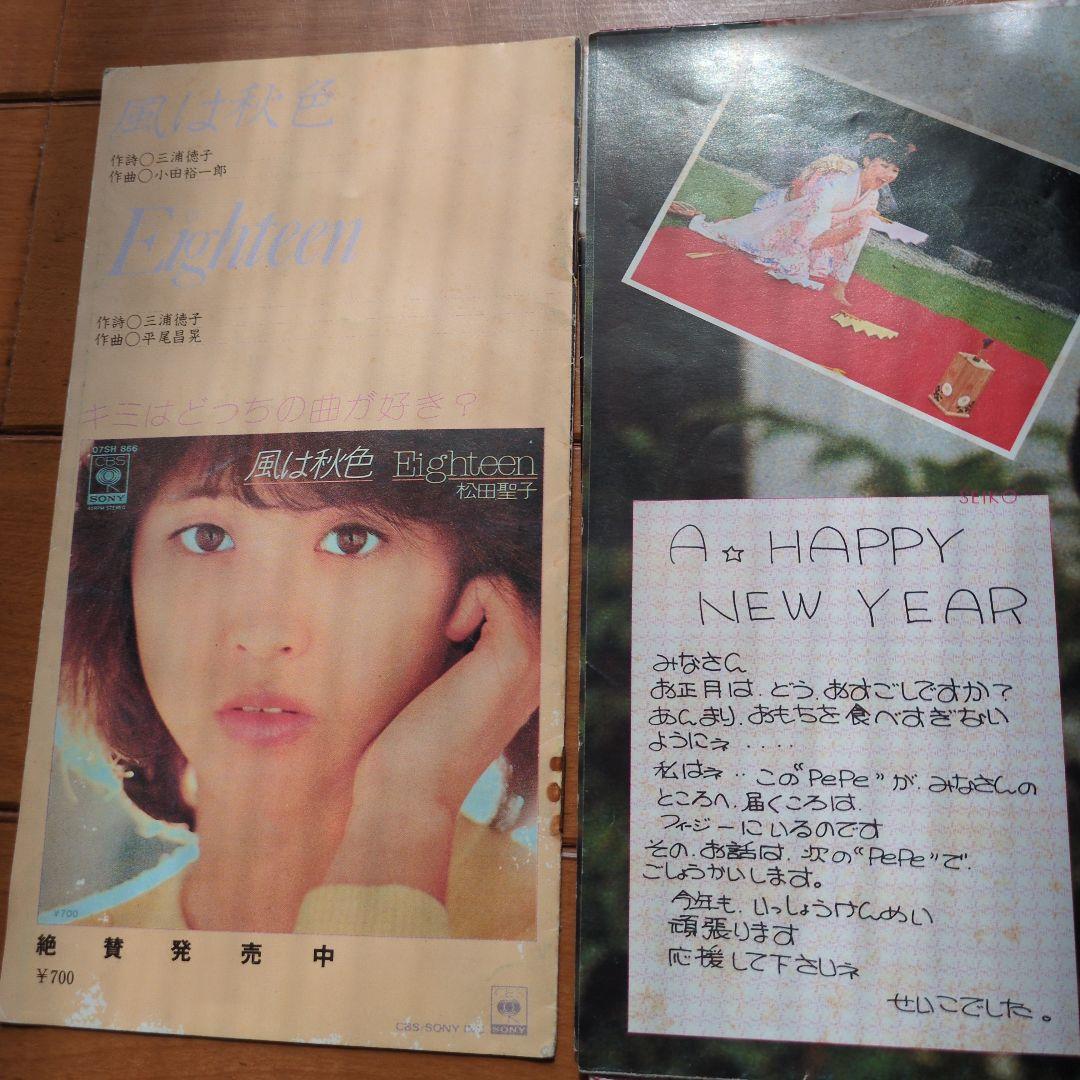 風は秋色
作詩○三浦徳子
作曲○小田裕一郎
Eighteen
作詩○三浦徳子
作曲○平尾昌晃
キミはどっちの曲が好き?
07SH 866
CBS
SONY
45RPM STEREO
風は秋色 Eighteen
松田聖子
¥700
絶賛発売中
¥700
CBS/SONY INC.
CBS
SONY
SEIKO
A☆HAPPY
NEW YEAR
みなさん
お正月は.どう.おすごしですか?
あんまり.おもちを食べすぎない
ようにネ‥‥
私はネ‥この"PePe"が.みなさんの
ところへ.届くころは.
フィージーにいるのです
その.お話は.次の"PePe"で.
ごしょうかいします。
今年も.いっしょうけんめい
頑張ります
応援して下さいネ
せいこでした。